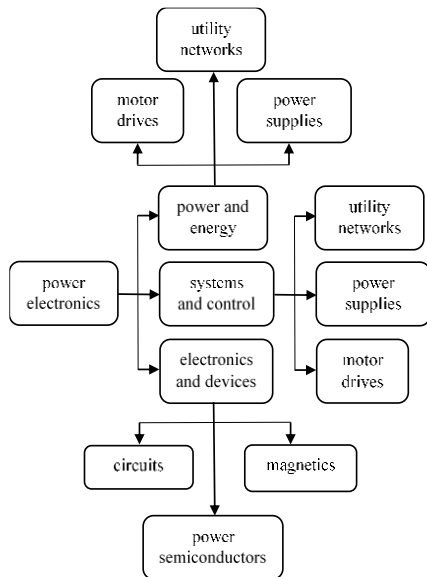 utility
networks
motor
drives
power
supplies
power and
energy
utility
networks
power
electronics
systems
and control
power
supplies
electronics
and devices
motor
drives
circuits
magnetics
power
semiconductors